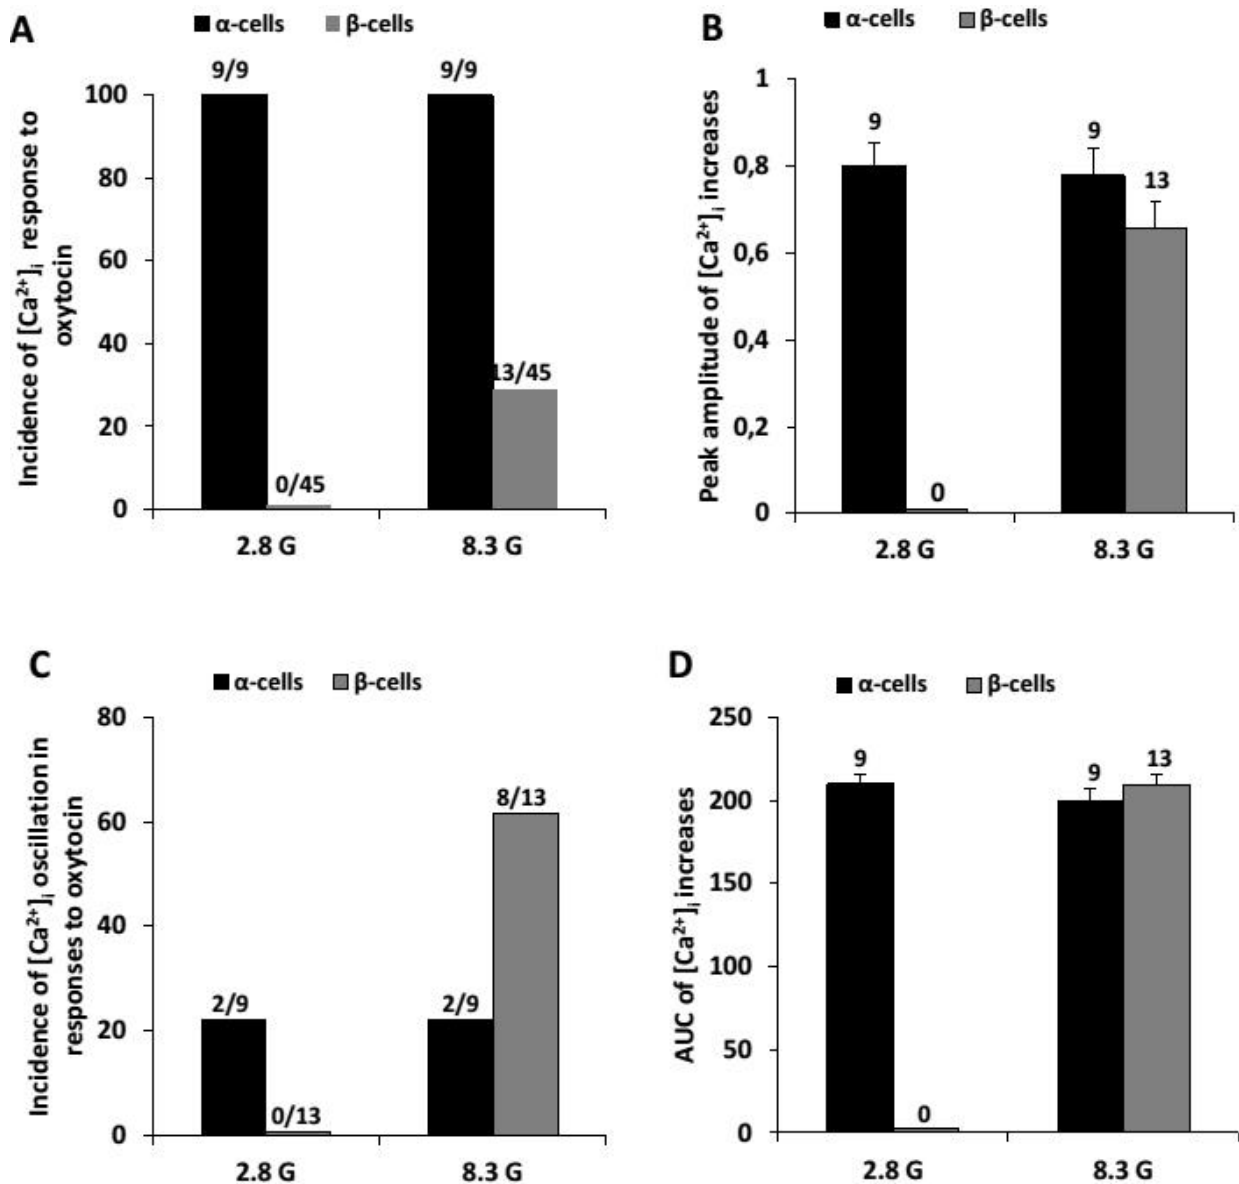 A
α-cells β-cells
Incidence of [Ca²⁺]ᵢ response to
oxytocin
100
80
60
40
20
0
9/9
0/45
9/9
13/45
2.8 G
8.3 G
B
α-cells β-cells
Peak amplitude of [Ca²⁺]ᵢ increases
1
0,8
0,6
0,4
0,2
0
9
0
9
13
2.8 G
8.3 G
C
α-cells β-cells
Incidence of [Ca²⁺]ᵢ oscillation in
responses to oxytocin
80
60
40
20
0
2/9
0/13
2/9
8/13
2.8 G
8.3 G
D
α-cells β-cells
AUC of [Ca²⁺]ᵢ increases
250
200
150
100
50
0
9
0
9
13
2.8 G
8.3 G